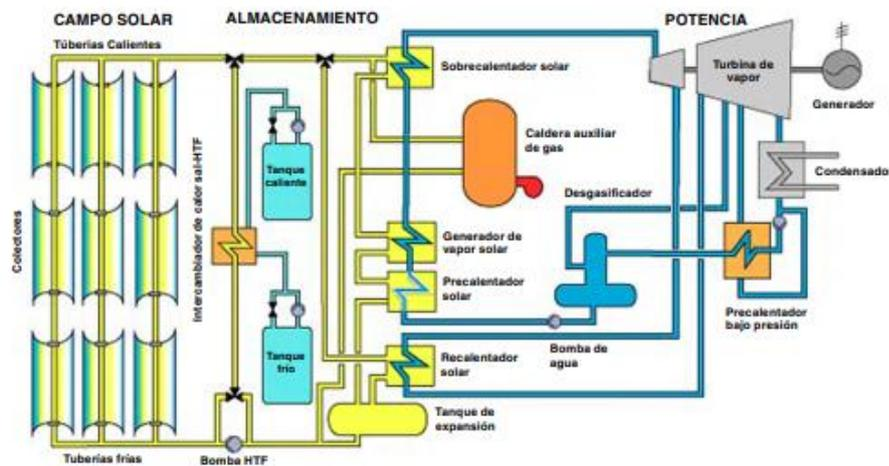 CAMPO SOLAR
ALMACENAMIENTO
POTENCIA
Túberias Calientes
Sobrecalentador solar
Turbina de
vapor
Generador
Caldera auxiliar
de gas
Tanque
caliente
Condensador
Desgasificador
Colectores
Intercambiador de calor sal-HTF
Generador de
vapor solar
Precalentador
solar
Precalentador
bajo presión
Tanque
frío
Recalentador
solar
Bomba de
agua
Tanque de
expansión
Tuberías frías
Bomba HTF